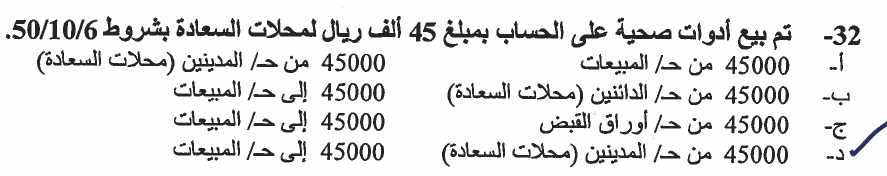 32- تم بيع أدوات صحية على الحساب بمبلغ 45 ألف ريال لمحلات السعادة بشروط 50/10/6.
أ- 45000 من حـ/ المبيعات 45000 من حـ/ المدينين (محلات السعادة)
ب- 45000 من حـ/ الدائنين (محلات السعادة) 45000 إلى حـ/ المبيعات
ج- 45000 من حـ/ أوراق القبض 45000 إلى حـ/ المبيعات
د- 45000 من حـ/ المدينين (محلات السعادة) 45000 إلى حـ/ المبيعات